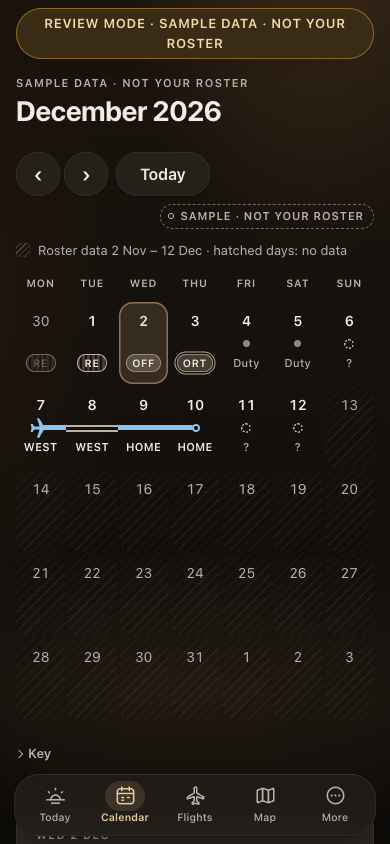 REVIEW MODE · SAMPLE DATA · NOT YOUR
ROSTER
SAMPLE DATA · NOT YOUR ROSTER
December 2026
‹ › Today
SAMPLE DATA · NOT YOUR ROSTER
Roster data 2 Nov – 12 Dec · hatched days: no data
MON TUE WED THU FRI SAT SUN
30 1 2 3 4 5 6
RE RE OFF ORT Duty Duty ?
7 8 9 10 11 12 13
WEST WEST HOME HOME ? ?
14 15 16 17 18 19 20
21 22 23 24 25 26 27
28 29 30 31 1 2 3
Key
Today Calendar Flights Map More
WED 2 DEC